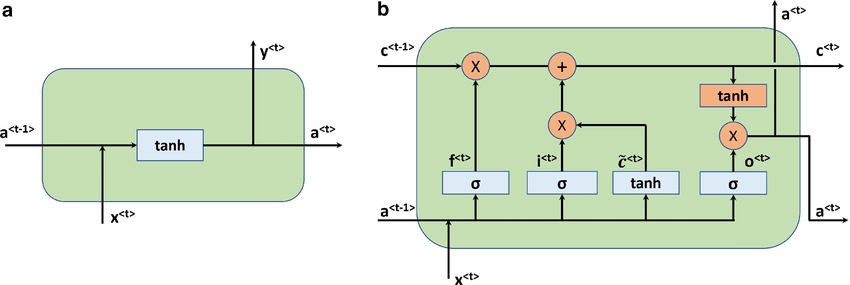 a
y<t>
a<t-1>
tanh
a<t>
x<t>
b
a<t>
c<t-1>
X
+
c<t>
tanh
X
X
f<t>
i<t>
c̃<t>
o<t>
σ
σ
tanh
σ
a<t-1>
a<t>
x<t>